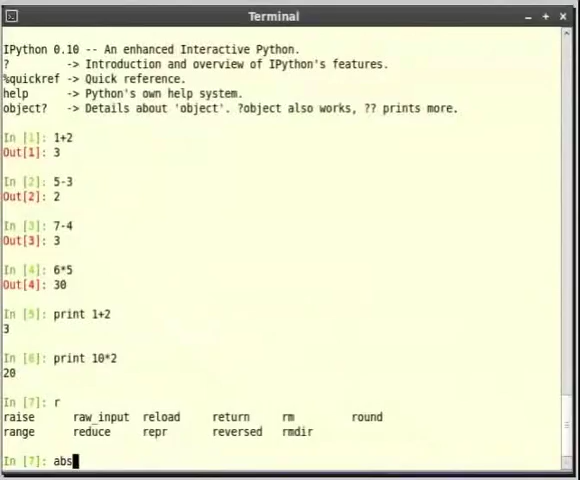 Terminal
IPython 0.10 -- An enhanced Interactive Python.
?         -> Introduction and overview of IPython's features.
%quickref -> Quick reference.
help      -> Python's own help system.
object?   -> Details about 'object'. ?object also works, ?? prints more.
In [1]: 1+2
Out[1]: 3
In [2]: 5-3
Out[2]: 2
In [3]: 7-4
Out[3]: 3
In [4]: 6*5
Out[4]: 30
In [5]: print 1+2
3
In [6]: print 10*2
20
In [7]: r
raise      raw_input  reload     return     rm         round
range      reduce     repr       reversed   rmdir
In [7]: abs